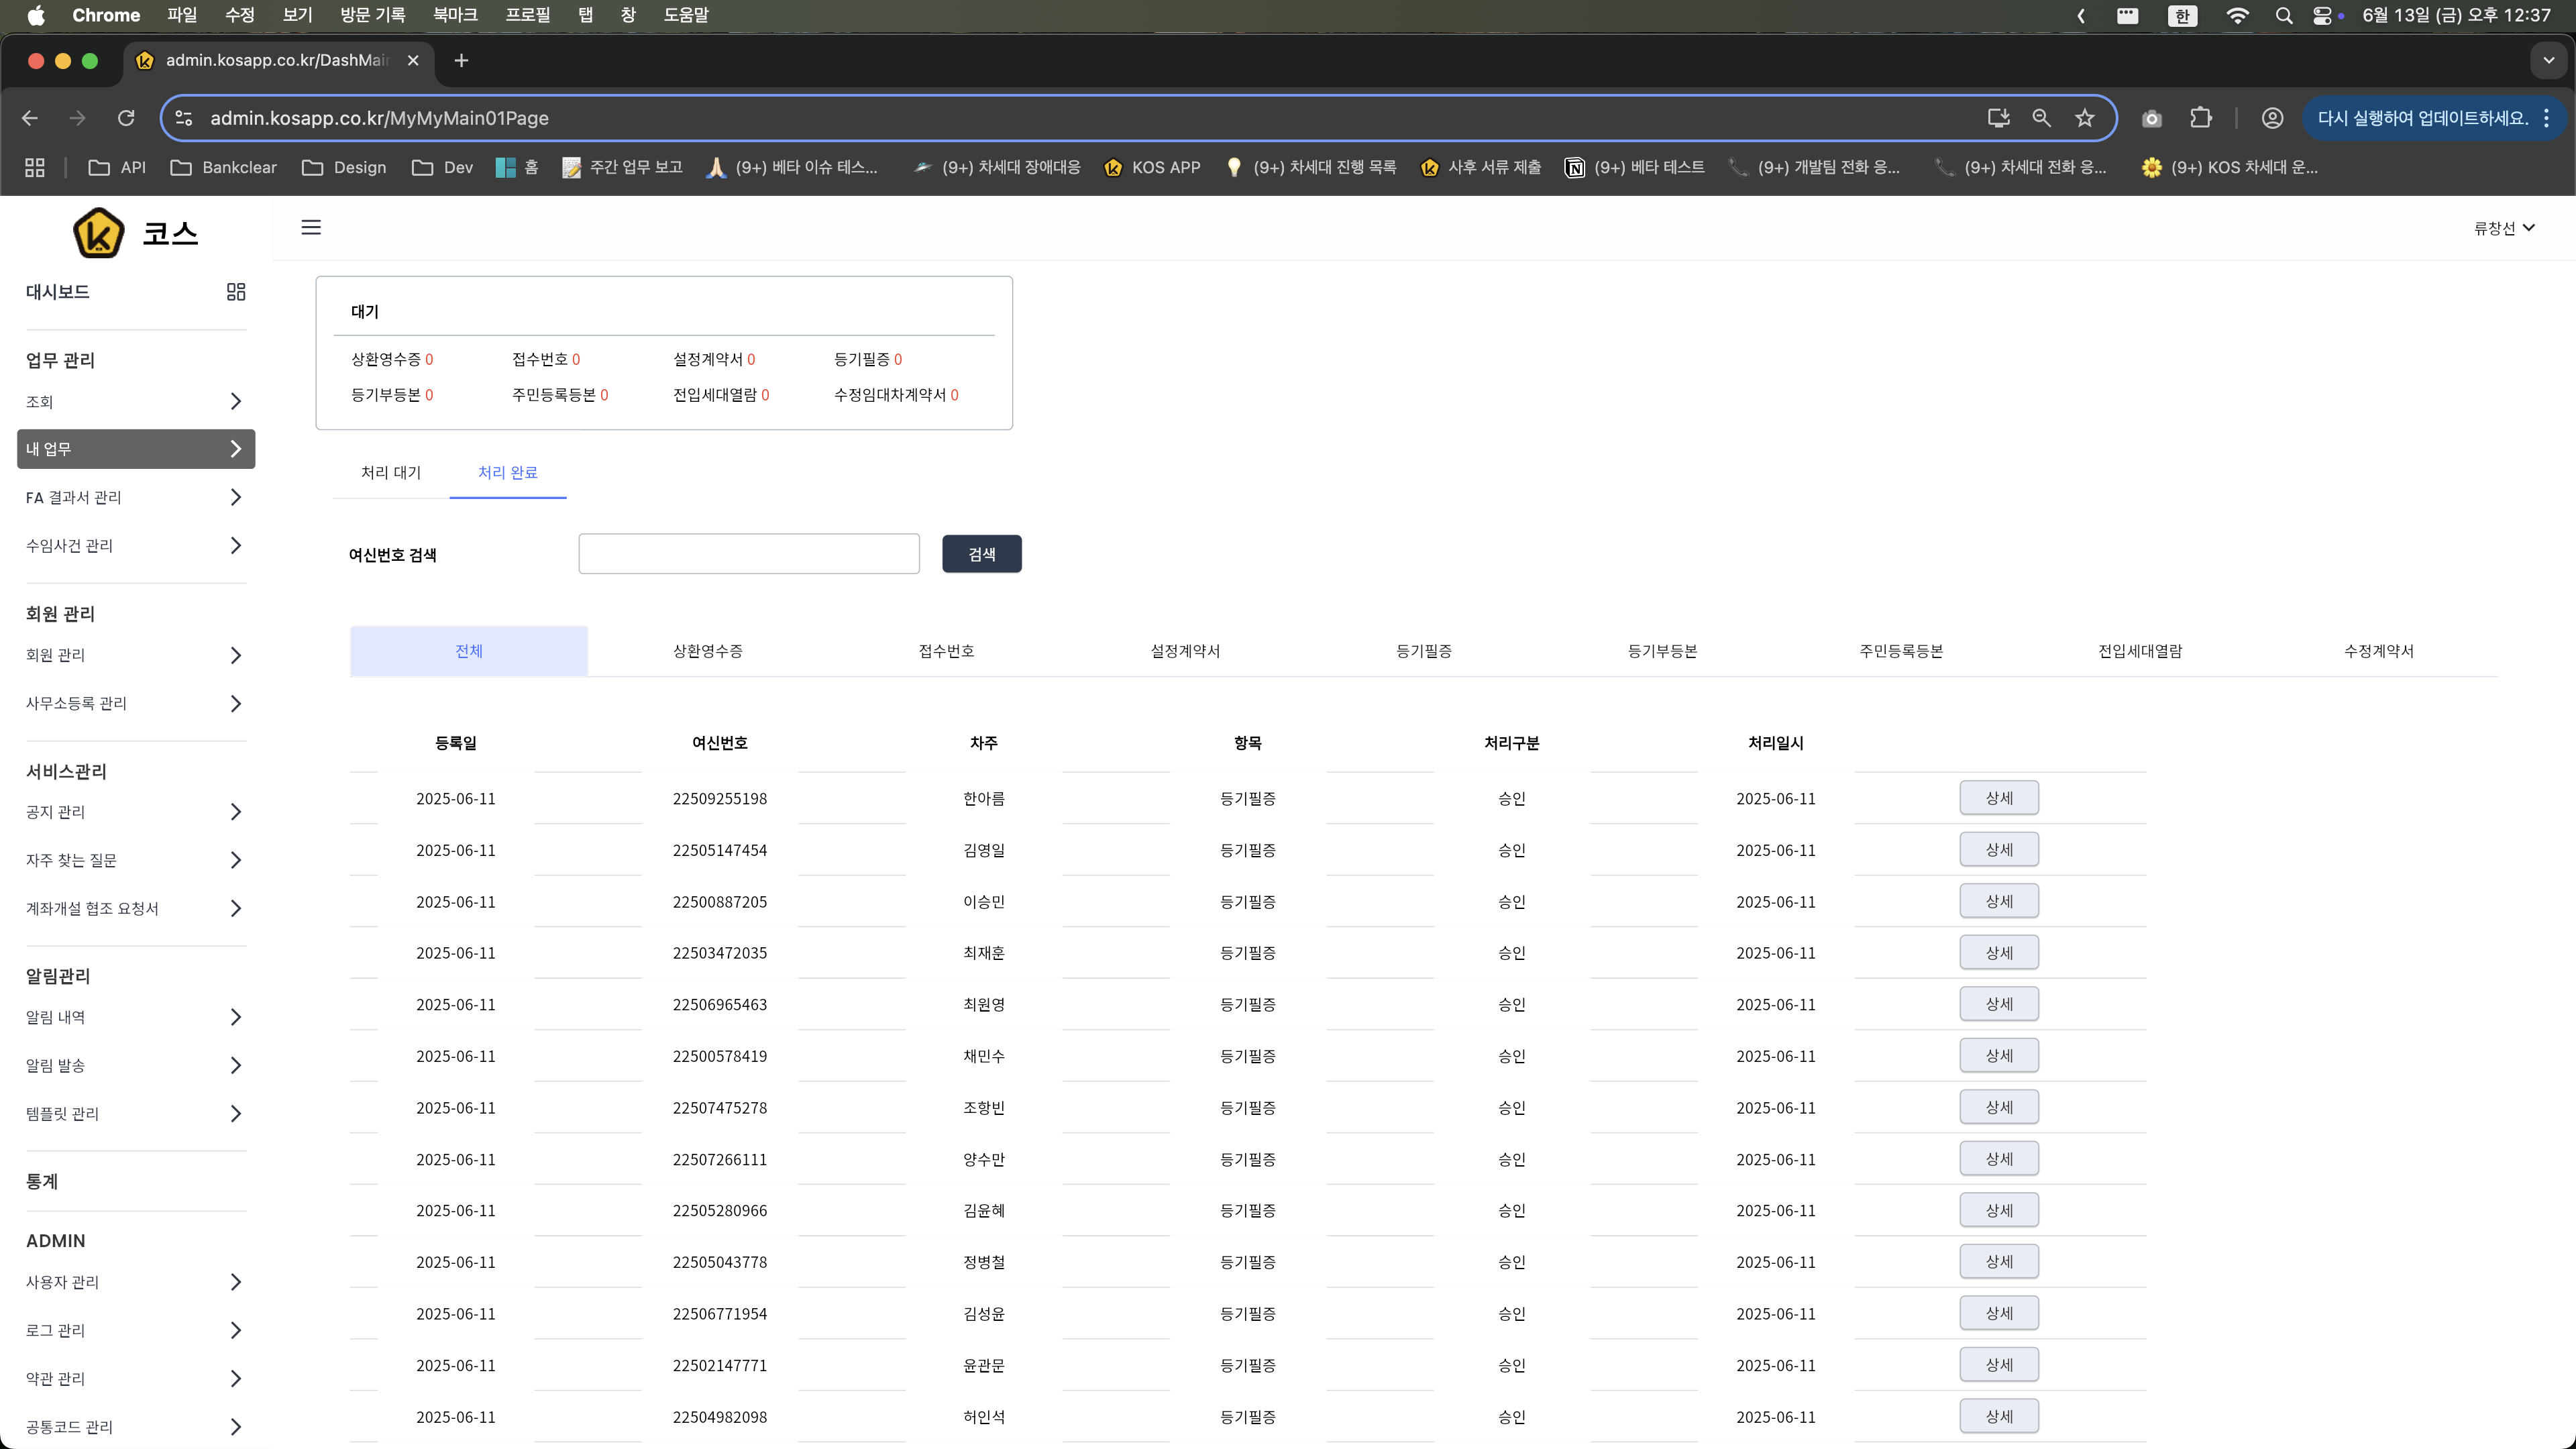 Chrome 파일 수정 보기 방문 기록 북마크 프로필 탭 창 도움말 한 6월 13일 (금) 오후 12:37
admin.kosapp.co.kr/DashMai
admin.kosapp.co.kr/MyMyMain01Page 다시 실행하여 업데이트하세요.
API Bankclear Design Dev 홈 주간 업무 보고 (9+) 베타 이슈 테스... (9+) 차세대 장애대응 KOS APP (9+) 차세대 진행 목록 사후 서류 제출 (9+) 베타 테스트 (9+) 개발팀 전화 응... (9+) 차세대 전화 응... (9+) KOS 차세대 운...
코스
류창선
대시보드
업무 관리
조회
내 업무
FA 결과서 관리
수임사건 관리
회원 관리
회원 관리
사무소등록 관리
서비스관리
공지 관리
자주 찾는 질문
계좌개설 협조 요청서
알림관리
알림 내역
알림 발송
템플릿 관리
통계
ADMIN
사용자 관리
로그 관리
약관 관리
공통코드 관리
대기
상환영수증 0 접수번호 0 설정계약서 0 등기필증 0
등기부등본 0 주민등록등본 0 전입세대열람 0 수정임대차계약서 0
처리 대기 처리 완료
여신번호 검색 검색
전체 상환영수증 접수번호 설정계약서 등기필증 등기부등본 주민등록등본 전입세대열람 수정계약서
등록일 여신번호 차주 항목 처리구분 처리일시
2025-06-11 22509255198 한아름 등기필증 승인 2025-06-11 상세
2025-06-11 22505147454 김영일 등기필증 승인 2025-06-11 상세
2025-06-11 22500887205 이승민 등기필증 승인 2025-06-11 상세
2025-06-11 22503472035 최재훈 등기필증 승인 2025-06-11 상세
2025-06-11 22506965463 최원영 등기필증 승인 2025-06-11 상세
2025-06-11 22500578419 채민수 등기필증 승인 2025-06-11 상세
2025-06-11 22507475278 조항빈 등기필증 승인 2025-06-11 상세
2025-06-11 22507266111 양수만 등기필증 승인 2025-06-11 상세
2025-06-11 22505280966 김윤혜 등기필증 승인 2025-06-11 상세
2025-06-11 22505043778 정병철 등기필증 승인 2025-06-11 상세
2025-06-11 22506771954 김성윤 등기필증 승인 2025-06-11 상세
2025-06-11 22502147771 윤관문 등기필증 승인 2025-06-11 상세
2025-06-11 22504982098 허인석 등기필증 승인 2025-06-11 상세